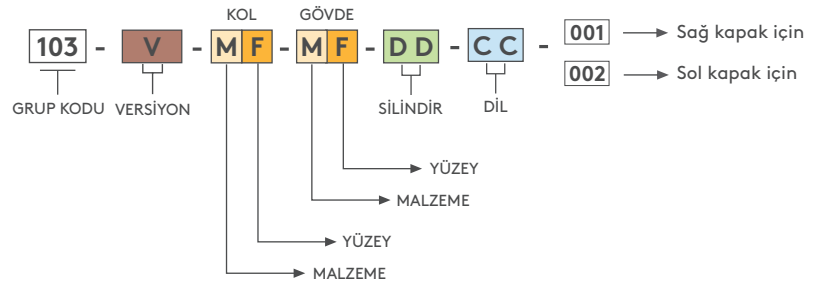 KOL GÖVDE
103 - V - M F - M F - D D - C C - 001 Sağ kapak için
002 Sol kapak için
GRUP KODU VERSİYON SİLİNDİR DİL
YÜZEY
MALZEME
YÜZEY
MALZEME